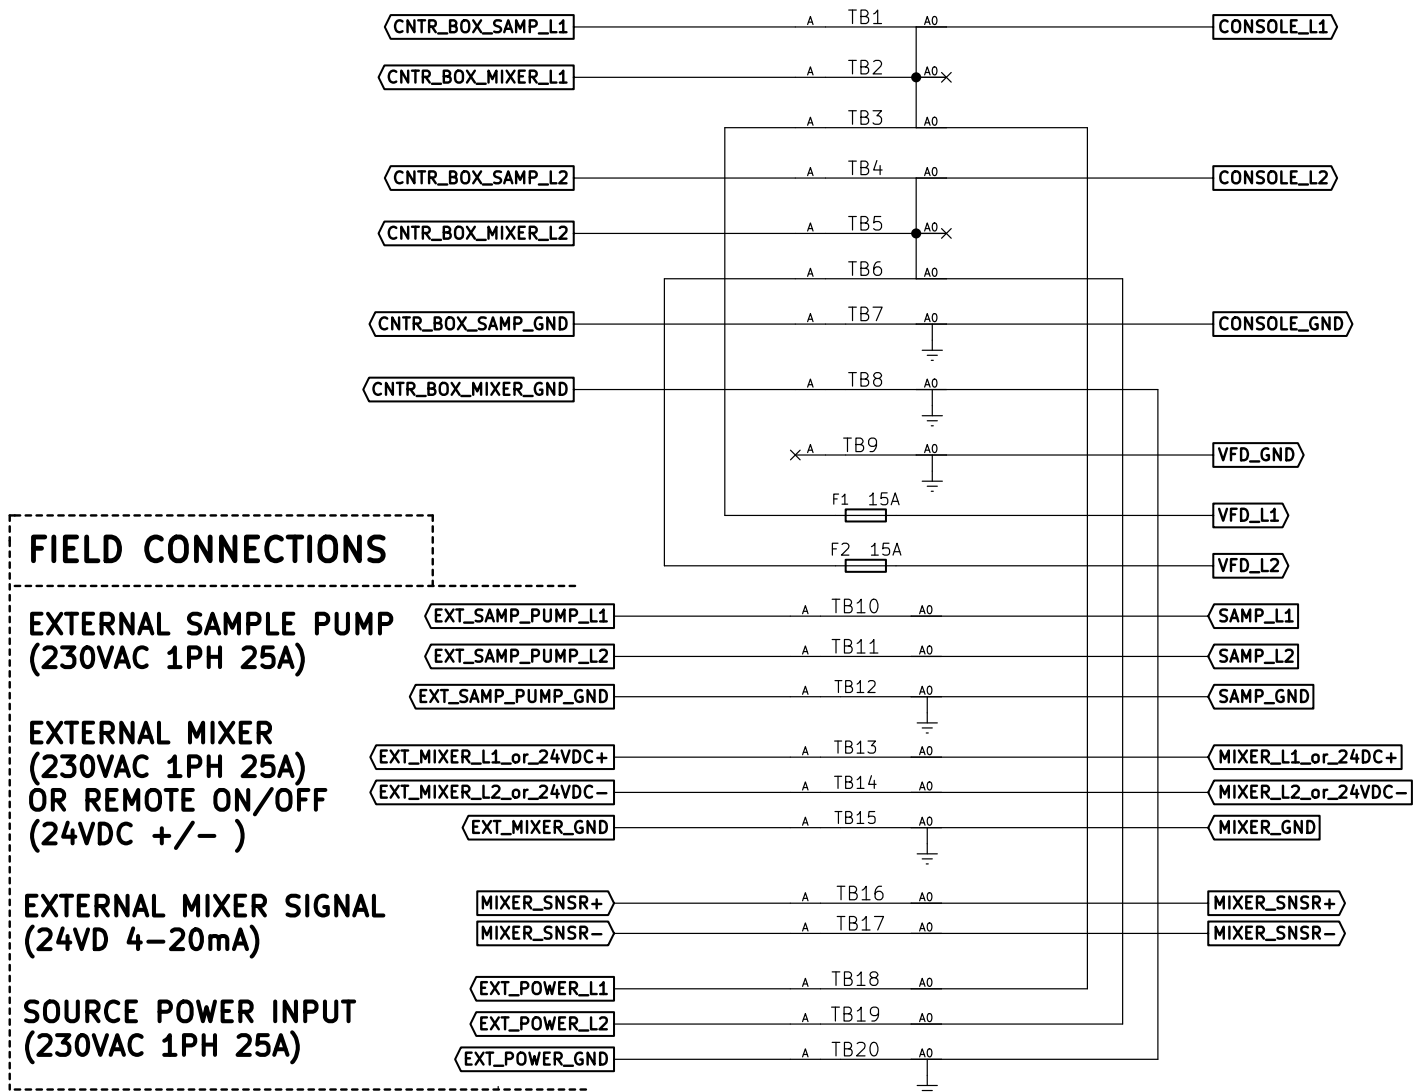 CNTR_BOX_SAMP_L1 A TB1 A0 CONSOLE_L1
CNTR_BOX_MIXER_L1 A TB2 A0
A TB3 A0
CNTR_BOX_SAMP_L2 A TB4 A0 CONSOLE_L2
CNTR_BOX_MIXER_L2 A TB5 A0
A TB6 A0
CNTR_BOX_SAMP_GND A TB7 A0 CONSOLE_GND
CNTR_BOX_MIXER_GND A TB8 A0
A TB9 A0 VFD_GND
F1 15A VFD_L1
F2 15A VFD_L2
FIELD CONNECTIONS
EXTERNAL SAMPLE PUMP
(230VAC 1PH 25A)
EXT_SAMP_PUMP_L1 A TB10 A0 SAMP_L1
EXT_SAMP_PUMP_L2 A TB11 A0 SAMP_L2
EXT_SAMP_PUMP_GND A TB12 A0 SAMP_GND
EXTERNAL MIXER
(230VAC 1PH 25A)
OR REMOTE ON/OFF
(24VDC +/- )
EXT_MIXER_L1_or_24VDC+ A TB13 A0 MIXER_L1_or_24DC+
EXT_MIXER_L2_or_24VDC- A TB14 A0 MIXER_L2_or_24VDC-
EXT_MIXER_GND A TB15 A0 MIXER_GND
EXTERNAL MIXER SIGNAL
(24VD 4-20mA)
MIXER_SNSR+ A TB16 A0 MIXER_SNSR+
MIXER_SNSR- A TB17 A0 MIXER_SNSR-
SOURCE POWER INPUT
(230VAC 1PH 25A)
EXT_POWER_L1 A TB18 A0
EXT_POWER_L2 A TB19 A0
EXT_POWER_GND A TB20 A0